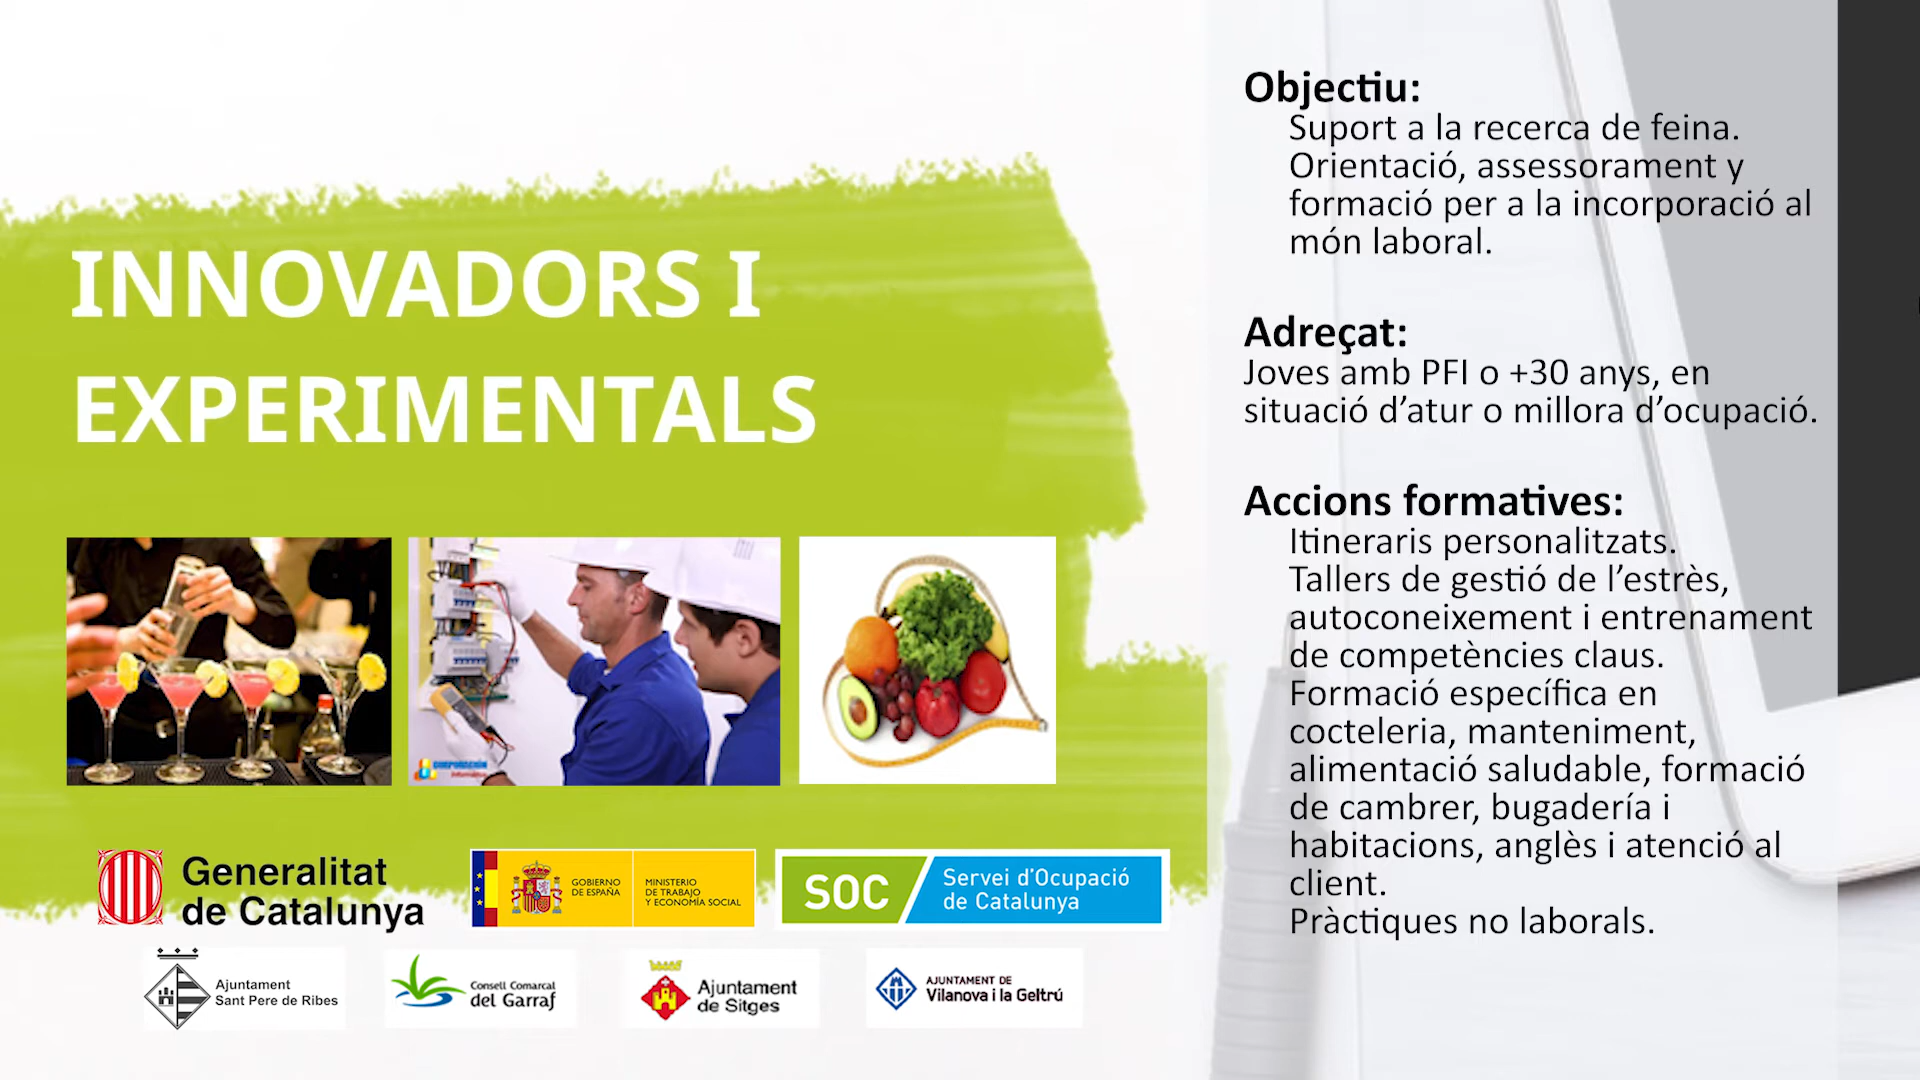 INNOVADORS I
EXPERIMENTALS
Objectiu:
Suport a la recerca de feina.
Orientació, assessorament y
formació per a la incorporació al
món laboral.
Adreçat:
Joves amb PFI o +30 anys, en
situació d’atur o millora d’ocupació.
Accions formatives:
Itineraris personalitzats.
Tallers de gestió de l’estrès,
autoconeixement i entrenament
de competències claus.
Formació específica en
cocteleria, manteniment,
alimentació saludable, formació
de cambrer, bugadería i
habitacions, anglès i atenció al
client.
Pràctiques no laborals.
Generalitat
de Catalunya
GOBIERNO
DE ESPAÑA
MINISTERIO
DE TRABAJO
Y ECONOMÍA SOCIAL
SOC
Servei d’Ocupació
de Catalunya
Ajuntament
Sant Pere de Ribes
Consell Comarcal
del Garraf
Ajuntament
de Sitges
AJUNTAMENT DE
Vilanova i la Geltrú